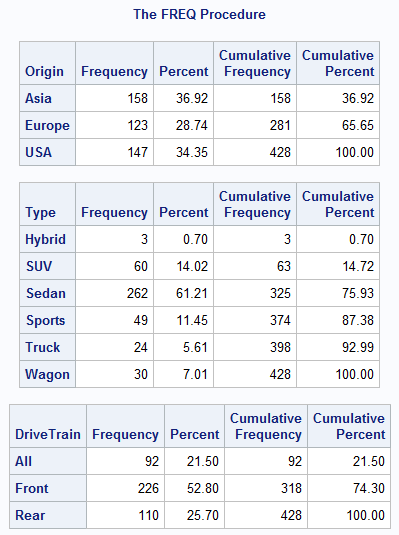 The FREQ Procedure
Origin Frequency Percent Cumulative Frequency Cumulative Percent
Asia 158 36.92 158 36.92
Europe 123 28.74 281 65.65
USA 147 34.35 428 100.00
Type Frequency Percent Cumulative Frequency Cumulative Percent
Hybrid 3 0.70 3 0.70
SUV 60 14.02 63 14.72
Sedan 262 61.21 325 75.93
Sports 49 11.45 374 87.38
Truck 24 5.61 398 92.99
Wagon 30 7.01 428 100.00
DriveTrain Frequency Percent Cumulative Frequency Cumulative Percent
All 92 21.50 92 21.50
Front 226 52.80 318 74.30
Rear 110 25.70 428 100.00